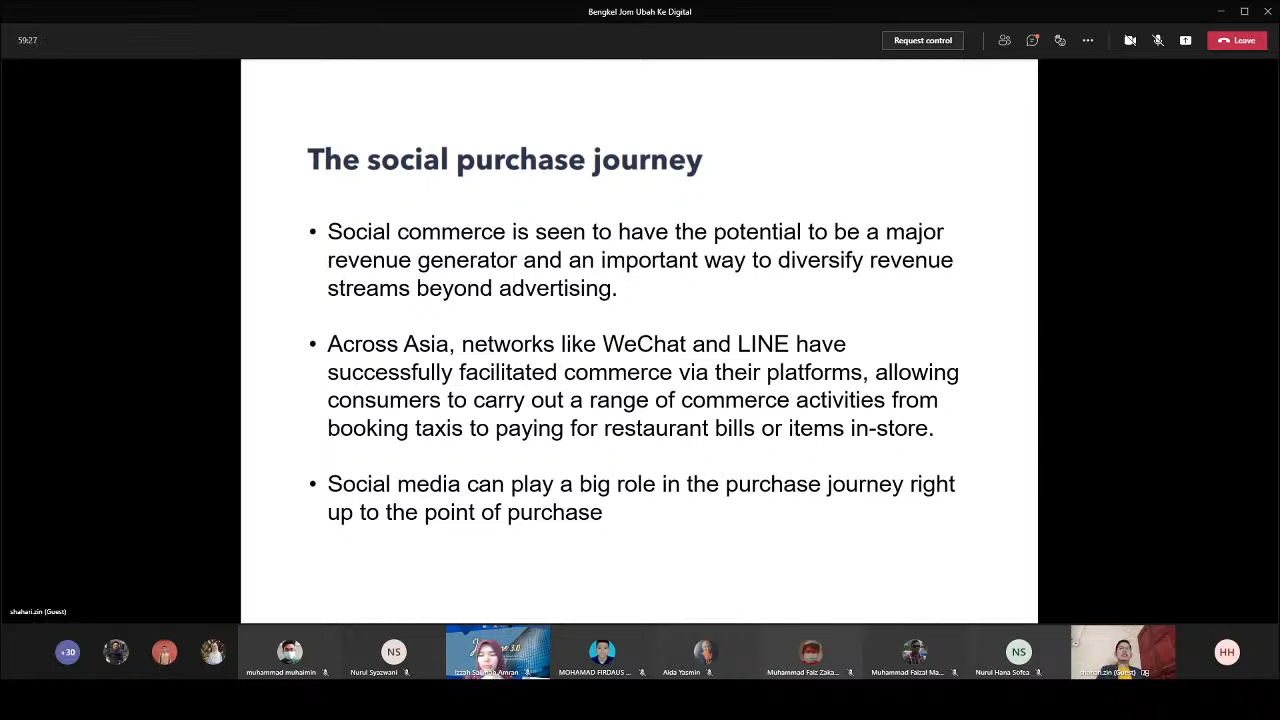 Bengkel Jom Ubah Ke Digital
59:27
Request control
Leave
The social purchase journey
• Social commerce is seen to have the potential to be a major
revenue generator and an important way to diversify revenue
streams beyond advertising.
• Across Asia, networks like WeChat and LINE have
successfully facilitated commerce via their platforms, allowing
consumers to carry out a range of commerce activities from
booking taxis to paying for restaurant bills or items in-store.
• Social media can play a big role in the purchase journey right
up to the point of purchase
shahari.zin (Guest)
+30
muhammad muhaimin
NS
Nurul Syazwani
3.0
Izzah Salimah Amran
MOHAMAD FIRDAUS ...
Aida Yasmin
Muhammad Faiz Zaka...
Muhammad Faizal Ma...
NS
Nurul Hana Sofea
shahari.zin (Guest)
HH